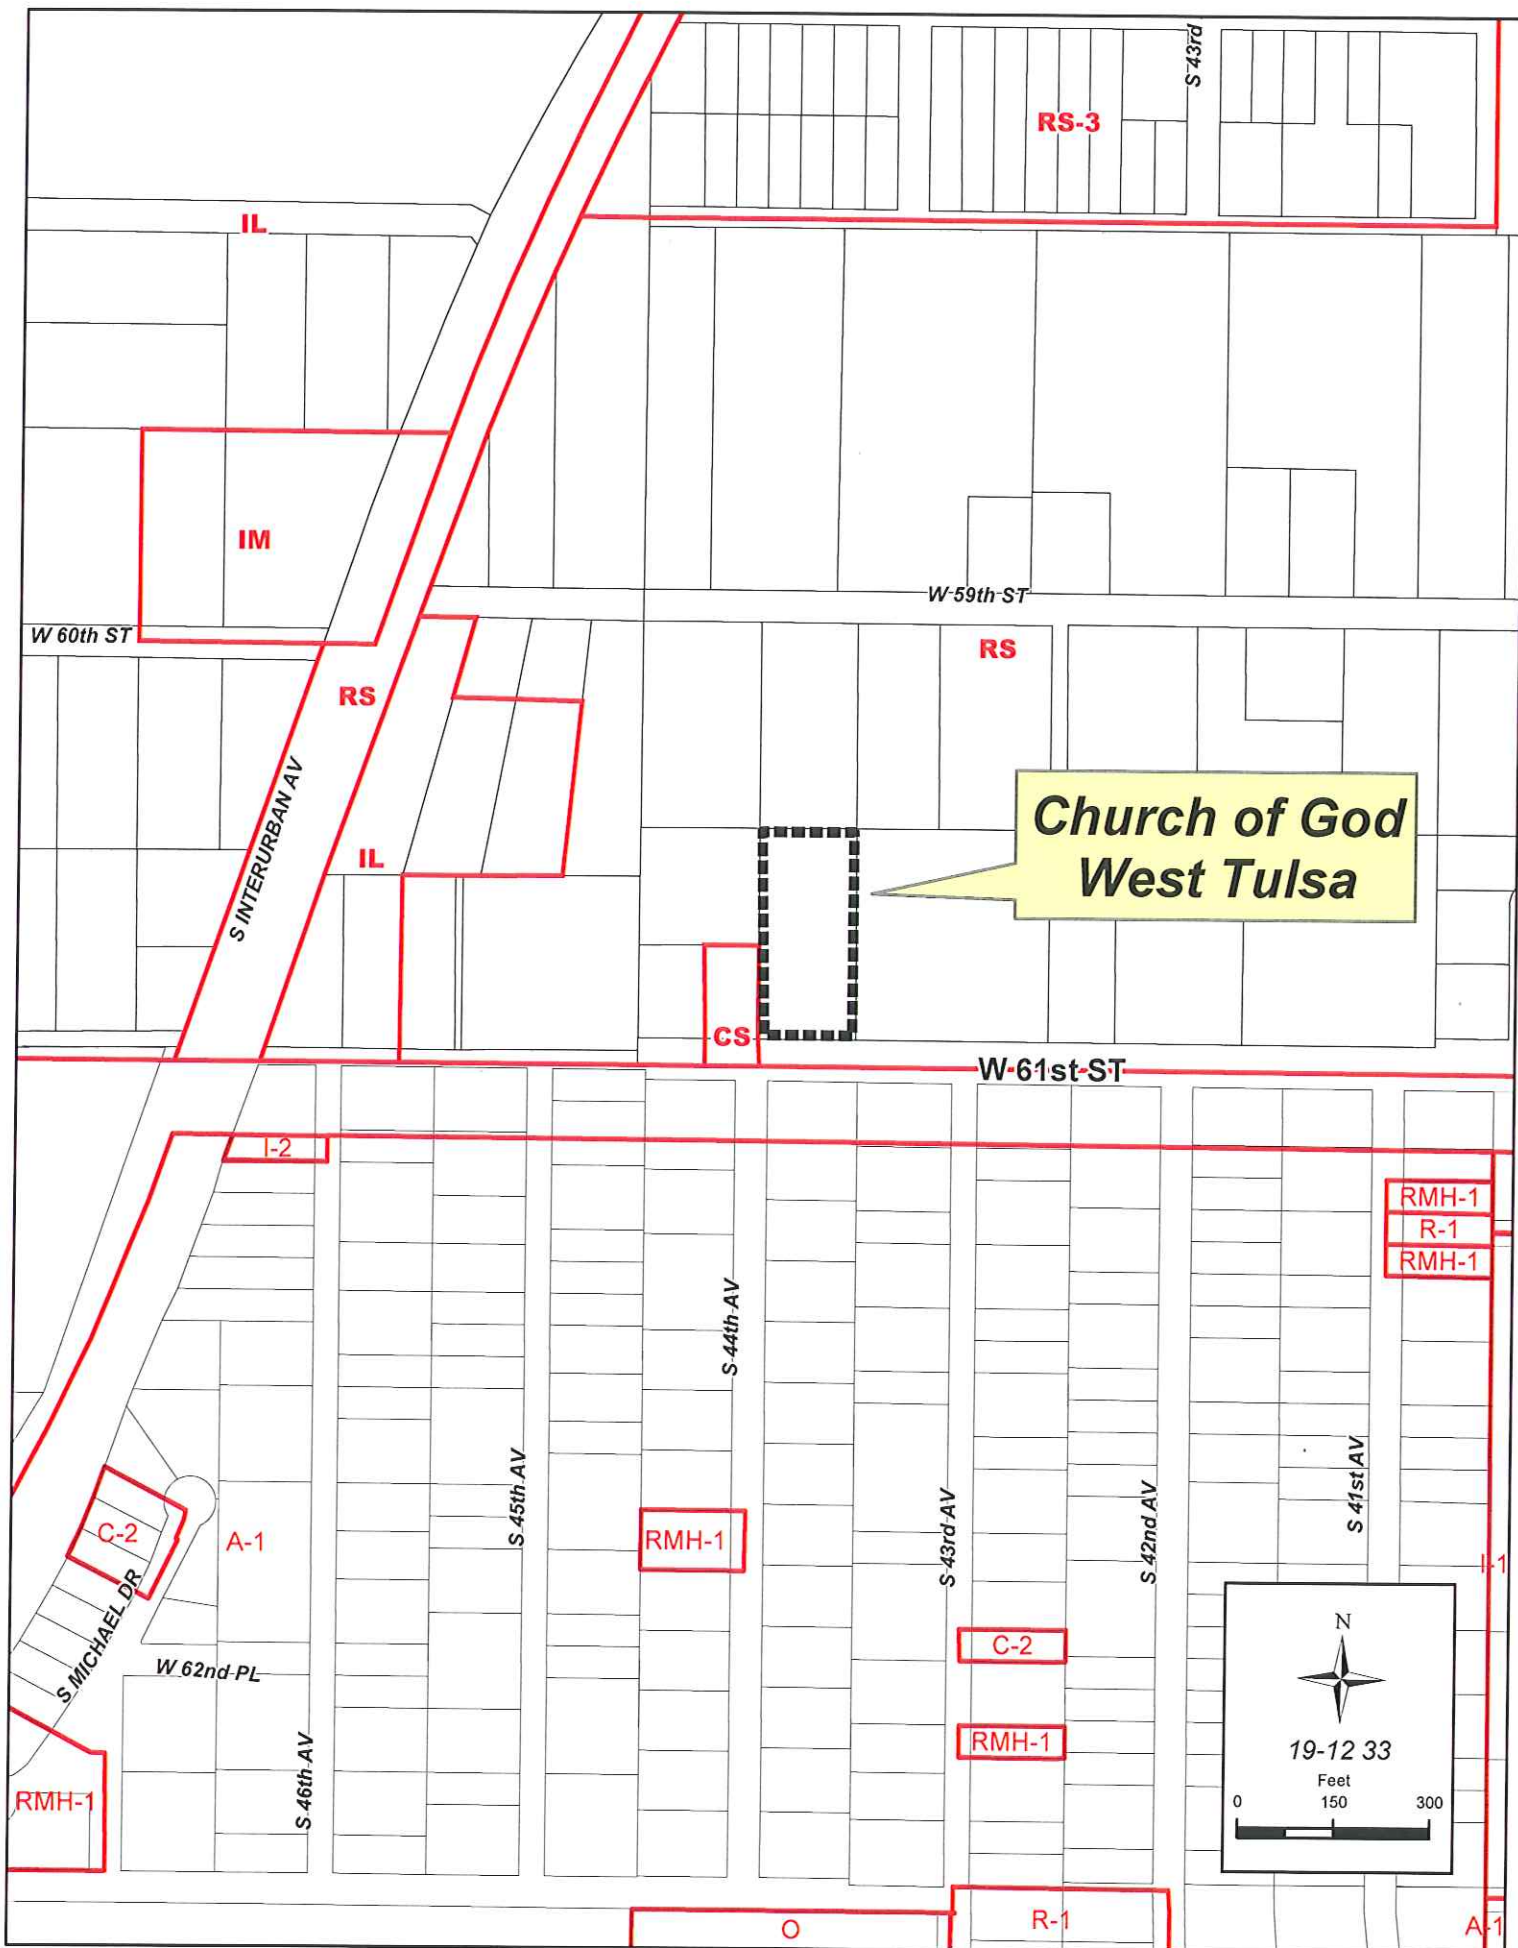 S 43rd
RS-3
IL
IM
W 59th ST
W 60th ST
RS
RS
S INTERURBAN AV
Church of God
West Tulsa
IL
CS
W 61st ST
I-2
RMH-1
R-1
RMH-1
S 44th AV
S 45th AV
S 43rd AV
S 42nd AV
S 41st AV
C-2
A-1
RMH-1
I-1
S MICHAEL DR
W 62nd PL
C-2
N
RMH-1
19-12 33
Feet
0 150 300
S 46th AV
RMH-1
O
R-1
A-1